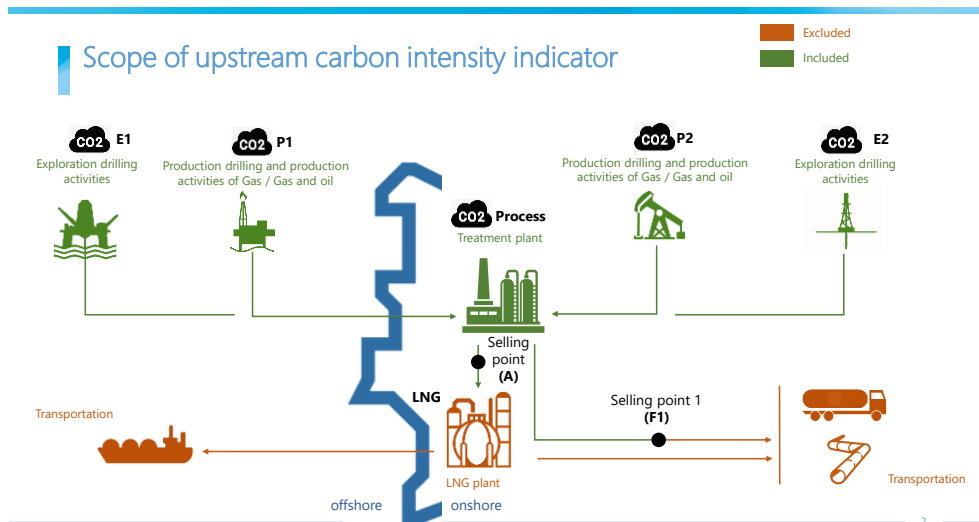 Excluded
Scope of upstream carbon intensity indicator
Included
CO2 E1
Exploration drilling
activities
CO2 P1
Production drilling and production
activities of Gas / Gas and oil
CO2 P2
Production drilling and production
activities of Gas / Gas and oil
CO2 E2
Exploration drilling
activities
CO2 Process
Treatment plant
Selling
point
(A)
LNG
Selling point 1
(F1)
Transportation
LNG plant
Transportation
offshore
onshore
2